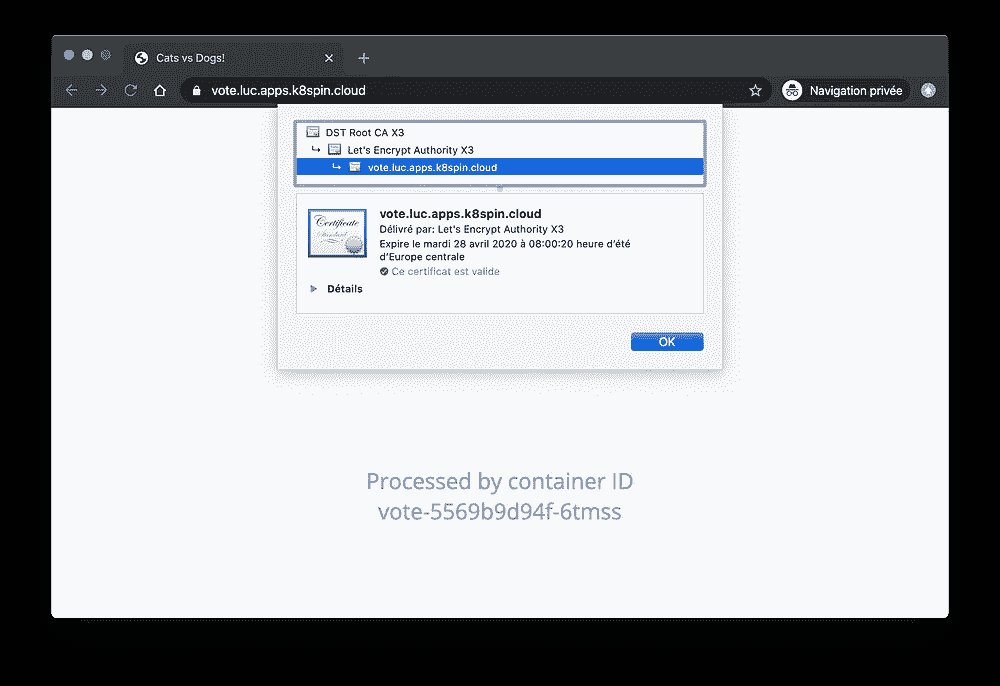 Cats vs Dogs!
vote.luc.apps.k8spin.cloud
Navigation privée
DST Root CA X3
Let's Encrypt Authority X3
vote.luc.apps.k8spin.cloud
Certificate
Standard
vote.luc.apps.k8spin.cloud
Délivré par: Let's Encrypt Authority X3
Expire le mardi 28 avril 2020 à 08:00:20 heure d'été
d'Europe centrale
Ce certificat est valide
Détails
OK
Processed by container ID
vote-5569b9d94f-6tmss